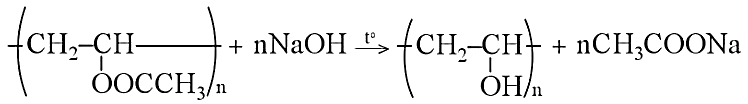 (-CH₂-CH-)n + nNaOH t° → (-CH₂-CH-)n + nCH₃COONa
OOCCH₃ OH